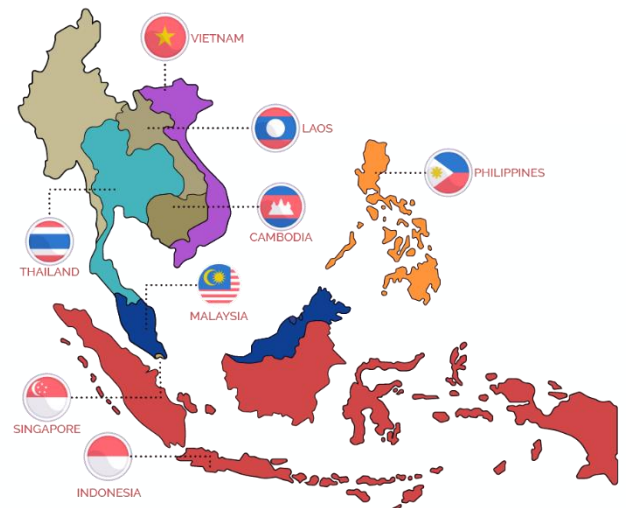 VIETNAM
LAOS
PHILIPPINES
CAMBODIA
THAILAND
MALAYSIA
SINGAPORE
INDONESIA